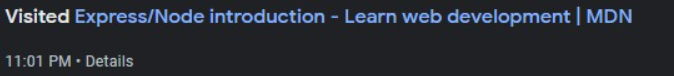 Visited Express/Node introduction - Learn web development | MDN
11:01 PM • Details